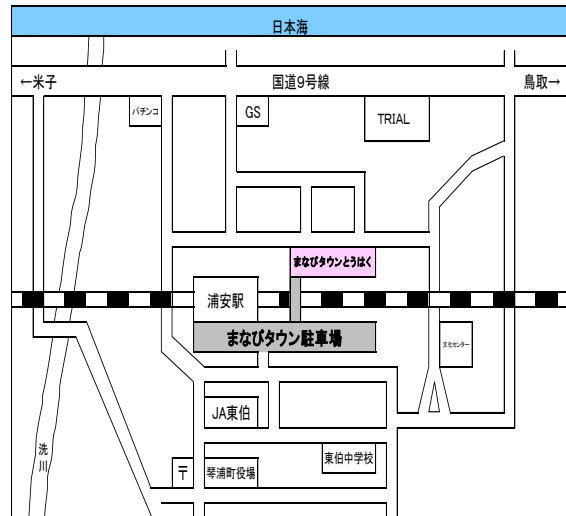 日本海
←米子
国道9号線
鳥取→
パチンコ
GS
TRIAL
まなびタウンとうはく
浦安駅
まなびタウン駐車場
文化センター
JA東伯
洗川
〒
琴浦町役場
東伯中学校